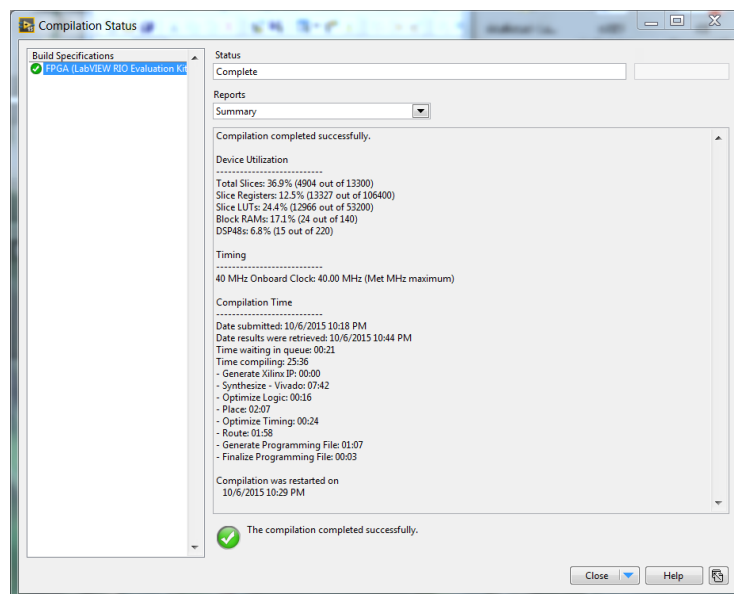 Compilation Status
Build Specifications
FPGA (LabVIEW RIO Evaluation Kit
Status
Complete
Reports
Summary
Compilation completed successfully.
Device Utilization
---------------------------
Total Slices: 36.9% (4904 out of 13300)
Slice Registers: 12.5% (13327 out of 106400)
Slice LUTs: 24.4% (12966 out of 53200)
Block RAMs: 17.1% (24 out of 140)
DSP48s: 6.8% (15 out of 220)
Timing
---------------------------
40 MHz Onboard Clock: 40.00 MHz (Met MHz maximum)
Compilation Time
---------------------------
Date submitted: 10/6/2015 10:18 PM
Date results were retrieved: 10/6/2015 10:44 PM
Time waiting in queue: 00:21
Time compiling: 25:36
- Generate Xilinx IP: 00:00
- Synthesize - Vivado: 07:42
- Optimize Logic: 00:16
- Place: 02:07
- Optimize Timing: 00:24
- Route: 01:58
- Generate Programming File: 01:07
- Finalize Programming File: 00:03
Compilation was restarted on
10/6/2015 10:29 PM
The compilation completed successfully.
Close
Help